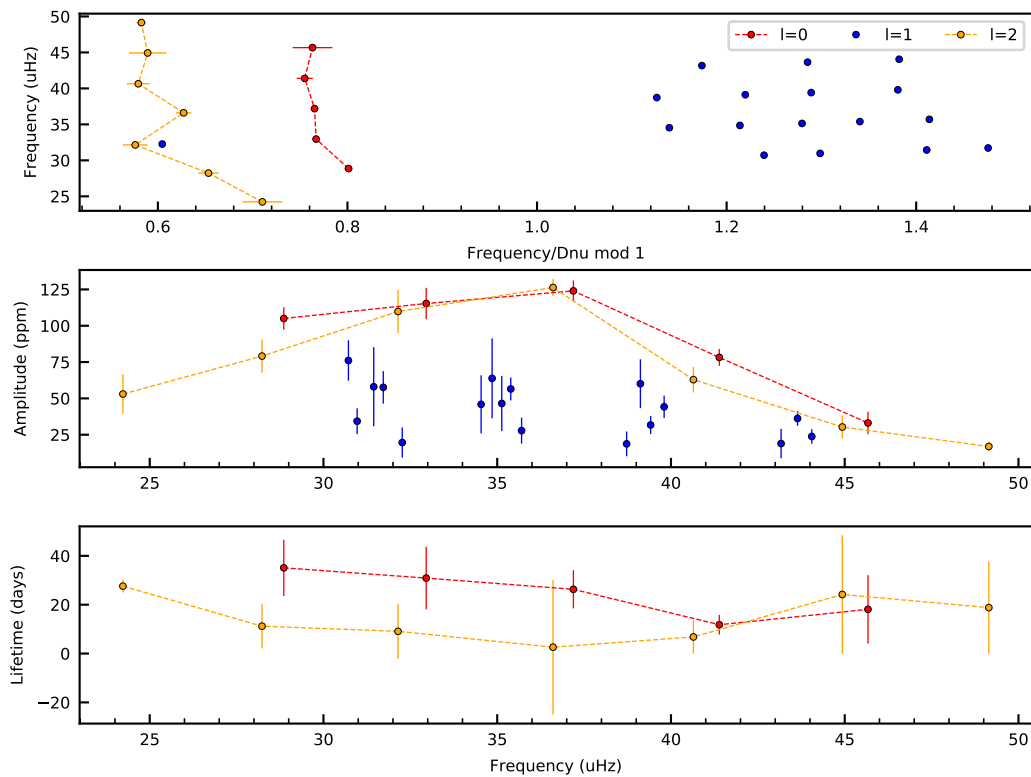 50
45
40
35
30
25
Frequency (uHz)
l=0 l=1 l=2
0.6 0.8 1.0 1.2 1.4
Frequency/Dnu mod 1
125
100
75
50
25
Amplitude (ppm)
25 30 35 40 45 50
40
20
0
−20
Lifetime (days)
25 30 35 40 45 50
Frequency (uHz)